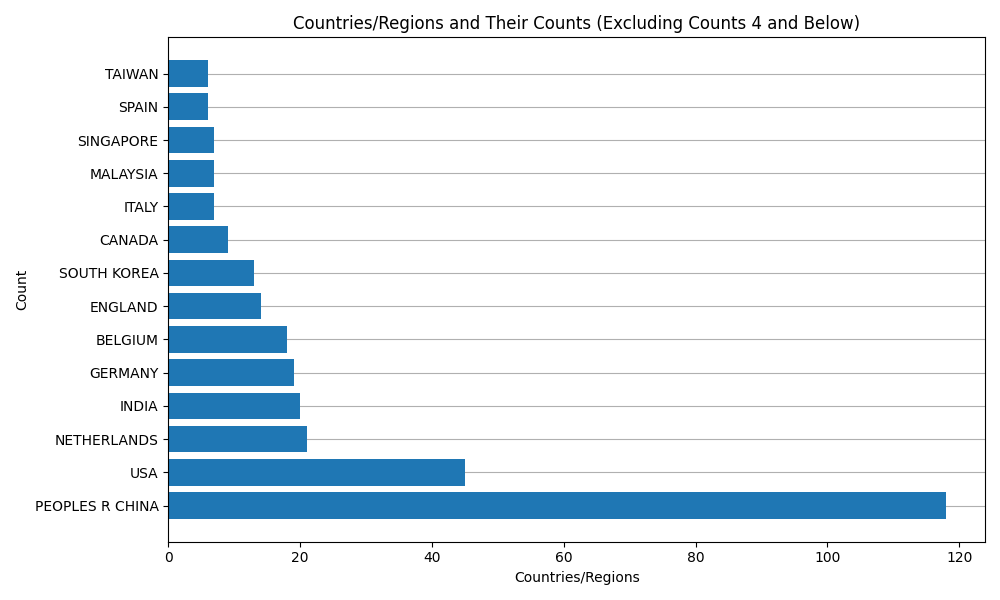 Countries/Regions and Their Counts (Excluding Counts 4 and Below)
TAIWAN
SPAIN
SINGAPORE
MALAYSIA
ITALY
CANADA
SOUTH KOREA
ENGLAND
BELGIUM
GERMANY
INDIA
NETHERLANDS
USA
PEOPLES R CHINA
Count
0 20 40 60 80 100 120
Countries/Regions